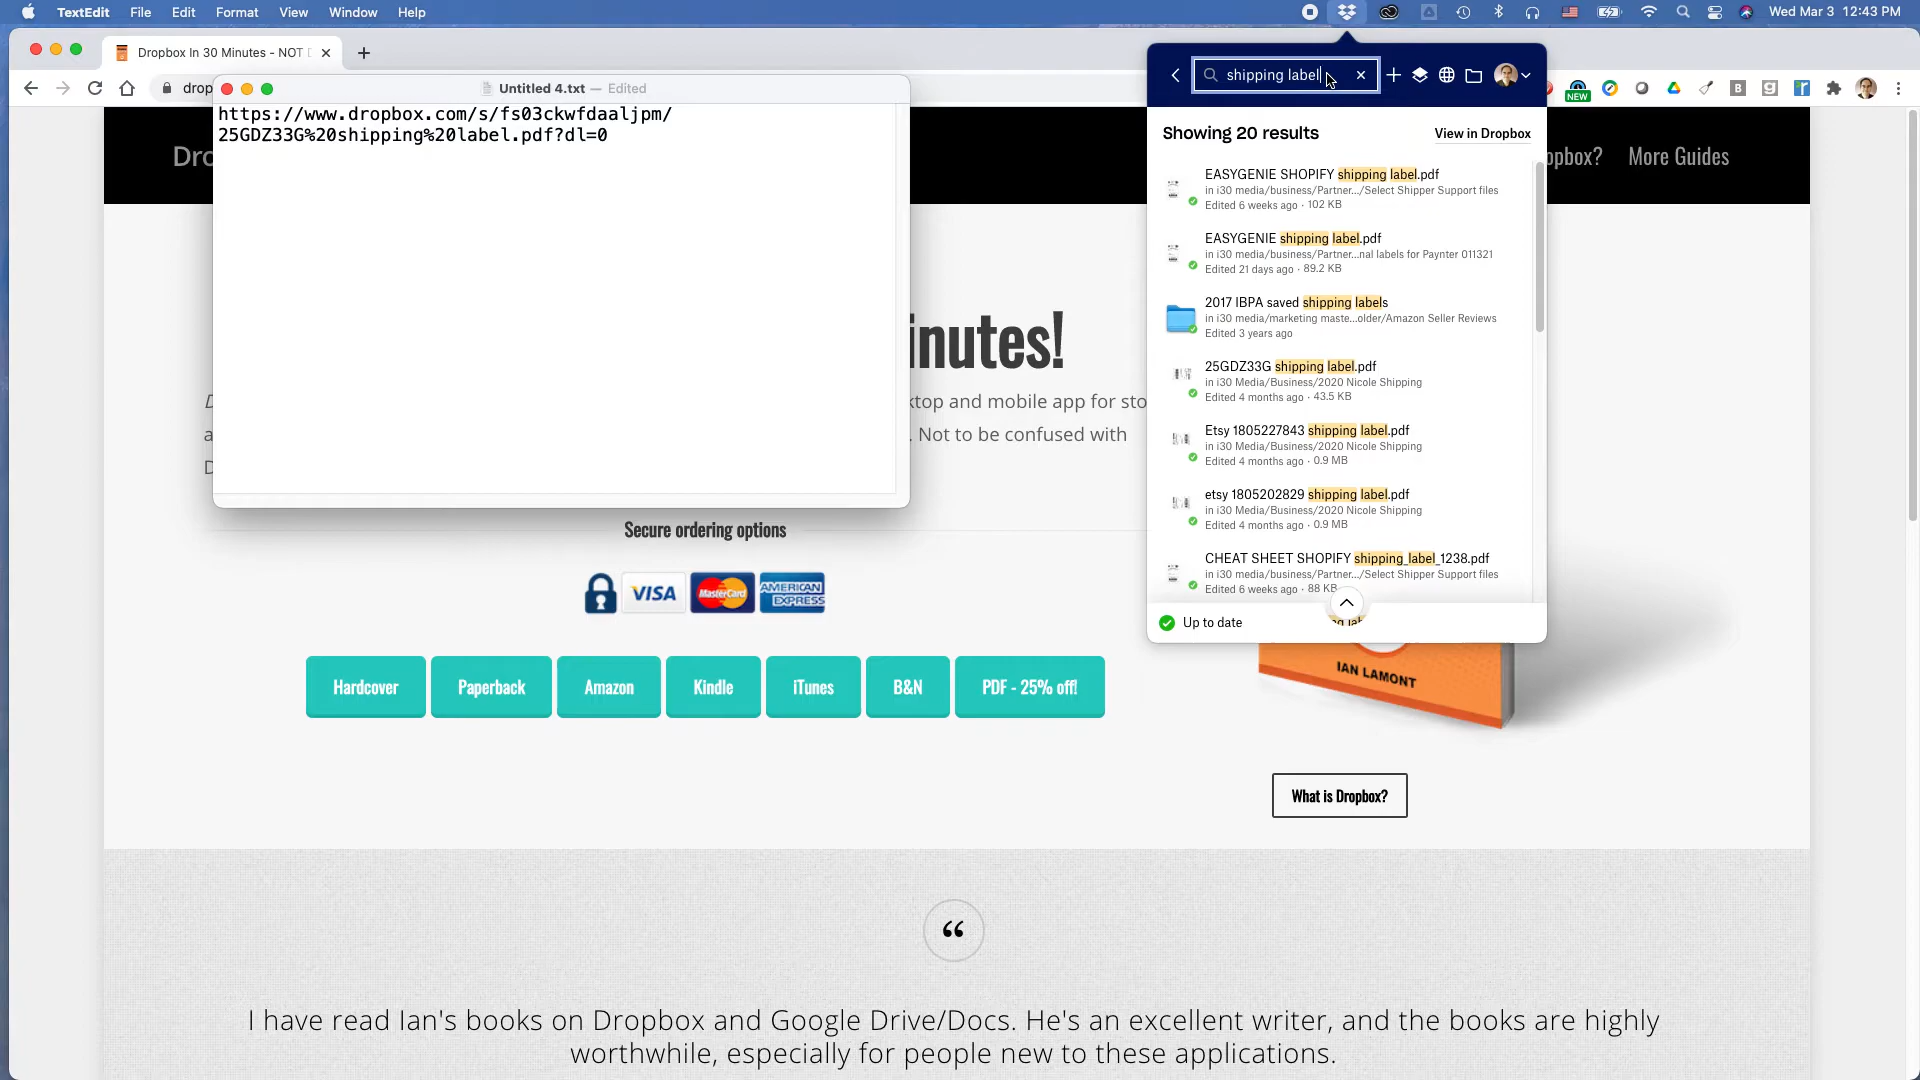 TextEdit File Edit Format View Window Help
Wed Mar 3 12:43 PM
Dropbox In 30 Minutes - NOT
drop
NEW
Untitled 4.txt — Edited
https://www.dropbox.com/s/fs03ckwfdaaljpm/
25GDZ33G%20shipping%20label.pdf?dl=0
shipping label
Showing 20 results
View in Dropbox
EASYGENIE SHOPIFY shipping label.pdf
in i30 media/business/Partner.../Select Shipper Support files
Edited 6 weeks ago · 102 KB
EASYGENIE shipping label.pdf
in i30 media/business/Partner...nal labels for Paynter 011321
Edited 21 days ago · 89.2 KB
2017 IBPA saved shipping labels
in i30 media/marketing maste...older/Amazon Seller Reviews
Edited 3 years ago
25GDZ33G shipping label.pdf
in i30 Media/Business/2020 Nicole Shipping
Edited 4 months ago · 43.5 KB
Etsy 1805227843 shipping label.pdf
in i30 Media/Business/2020 Nicole Shipping
Edited 4 months ago · 0.9 MB
etsy 1805202829 shipping label.pdf
in i30 Media/Business/2020 Nicole Shipping
Edited 4 months ago · 0.9 MB
CHEAT SHEET SHOPIFY shipping_label_1238.pdf
in i30 media/business/Partner.../Select Shipper Support files
Edited 6 weeks ago · 88 KB
Up to date
Dro
opbox? More Guides
inutes!
D
ktop and mobile app for sto
a
. Not to be confused with
D
Secure ordering options
VISA MasterCard AMERICAN EXPRESS
Hardcover Paperback Amazon Kindle iTunes B&N PDF - 25% off!
IAN LAMONT
What is Dropbox?
“
I have read Ian's books on Dropbox and Google Drive/Docs. He's an excellent writer, and the books are highly
worthwhile, especially for people new to these applications.